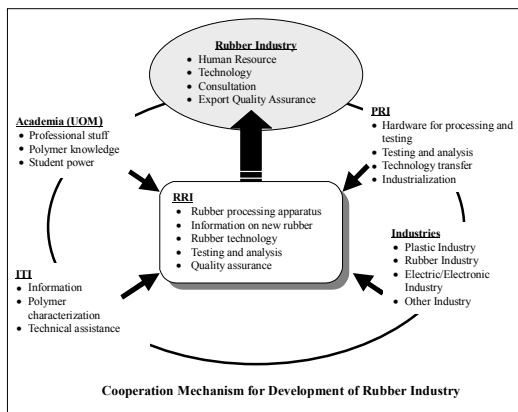 Rubber Industry
• Human Resource
• Technology
• Consultation
• Export Quality Assurance
Academia (UOM)
• Professional stuff
• Polymer knowledge
• Student power
PRI
• Hardware for processing and
testing
• Testing and analysis
• Technology transfer
• Industrialization
RRI
• Rubber processing apparatus
• Information on new rubber
• Rubber technology
• Testing and analysis
• Quality assurance
ITI
• Information
• Polymer
characterization
• Technical assistance
Industries
• Plastic Industry
• Rubber Industry
• Electric/Electronic
Industry
• Other Industry
Cooperation Mechanism for Development of Rubber Industry